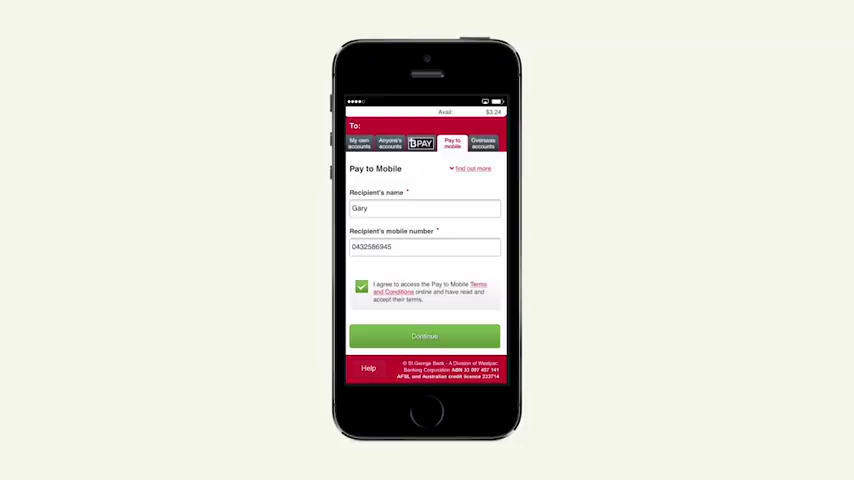 Avail: $3.24
To:
My own accounts
Anyone's accounts
BPAY
Pay to mobile
Overseas accounts
Pay to Mobile
find out more
Recipient's name *
Gary
Recipient's mobile number *
0432586945
I agree to access the Pay to Mobile Terms
and Conditions online and have read and
accept their terms.
Continue
Help
© St.George Bank - A Division of Westpac
Banking Corporation ABN 33 007 457 141
AFSL and Australian credit licence 233714